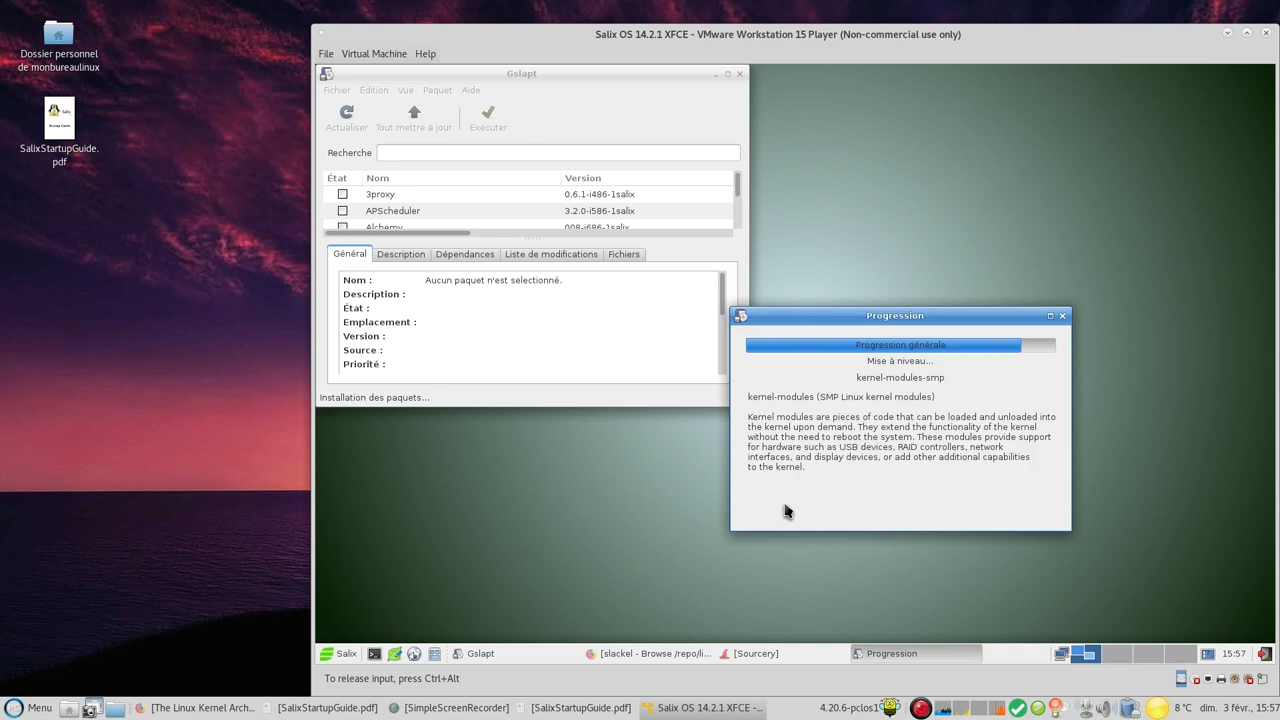 Dossier personnel
de monbureaulinux
SalixStartupGuide.
pdf
Salix OS 14.2.1 XFCE - VMware Workstation 15 Player (Non-commercial use only)
File Virtual Machine Help
Gslapt
Fichier Édition Vue Paquet Aide
Actualiser Tout mettre à jour Exécuter
Recherche
État Nom Version
3proxy 0.6.1-i486-1salix
APScheduler 3.2.0-i586-1salix
Alchemy 008-i686-1salix
Général Description Dépendances Liste de modifications Fichiers
Nom : Aucun paquet n'est selectionné.
Description :
État :
Emplacement :
Version :
Source :
Priorité :
Installation des paquets...
Progression
Progression générale
Mise à niveau...
kernel-modules-smp
kernel-modules (SMP Linux kernel modules)
Kernel modules are pieces of code that can be loaded and unloaded into
the kernel upon demand. They extend the functionality of the kernel
without the need to reboot the system. These modules provide support
for hardware such as USB devices, RAID controllers, network
interfaces, and display devices, or add other additional capabilities
to the kernel.
Salix Gslapt [slackel - Browse /repo/li... [Sourcery] Progression 15:57
To release input, press Ctrl+Alt
Menu [The Linux Kernel Arch... [SalixStartupGuide.pdf] [SimpleScreenRecorder] [SalixStartupGuide.pdf] Salix OS 14.2.1 XFCE -... 4.20.6-pclos1 8 °C dim. 3 févr., 15:57